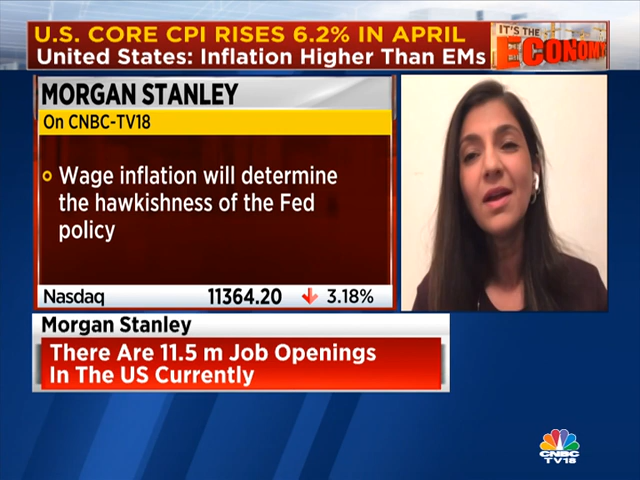 U.S. CORE CPI RISES 6.2% IN APRIL
United States: Inflation Higher Than EMs
IT'S THE
ECONOMY
MORGAN STANLEY
On CNBC-TV18
Wage inflation will determine
the hawkishness of the Fed
policy
Nasdaq 11364.20 3.18%
Morgan Stanley
There Are 11.5 m Job Openings
In The US Currently
CNBC
TV18